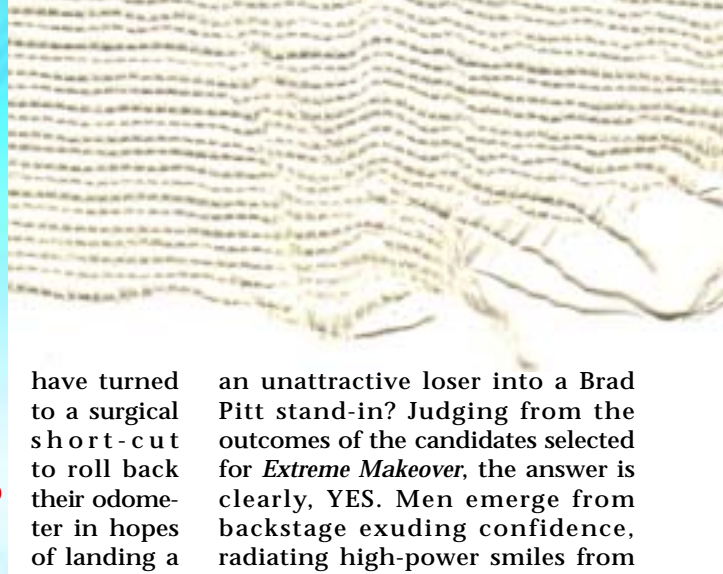 have turned
to a surgical
short-cut
to roll back
their odome-
ter in hopes
of landing a
an unattractive loser into a Brad
Pitt stand-in? Judging from the
outcomes of the candidates selected
for Extreme Makeover, the answer is
clearly, YES. Men emerge from
backstage exuding confidence,
radiating high-power smiles from